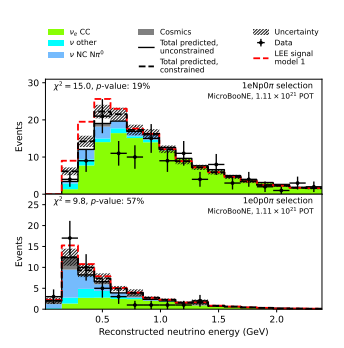 νe CC
ν other
ν NC Nπ⁰
Cosmics
Total predicted,
unconstrained
Total predicted,
constrained
Uncertainty
Data
LEE signal
model 1
χ² = 15.0, p-value: 19%
1eNp0π selection
MicroBooNE, 1.11 × 10²¹ POT
Events
30
20
10
0
χ² = 9.8, p-value: 57%
1e0p0π selection
MicroBooNE, 1.11 × 10²¹ POT
Events
25
20
15
10
5
0
0.5 1.0 1.5 2.0
Reconstructed neutrino energy (GeV)